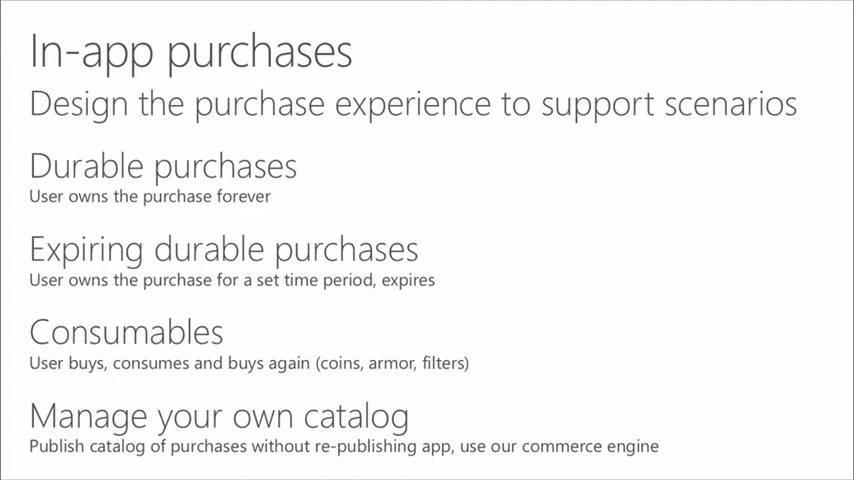 In-app purchases
Design the purchase experience to support scenarios
Durable purchases
User owns the purchase forever
Expiring durable purchases
User owns the purchase for a set time period, expires
Consumables
User buys, consumes and buys again (coins, armor, filters)
Manage your own catalog
Publish catalog of purchases without re-publishing app, use our commerce engine